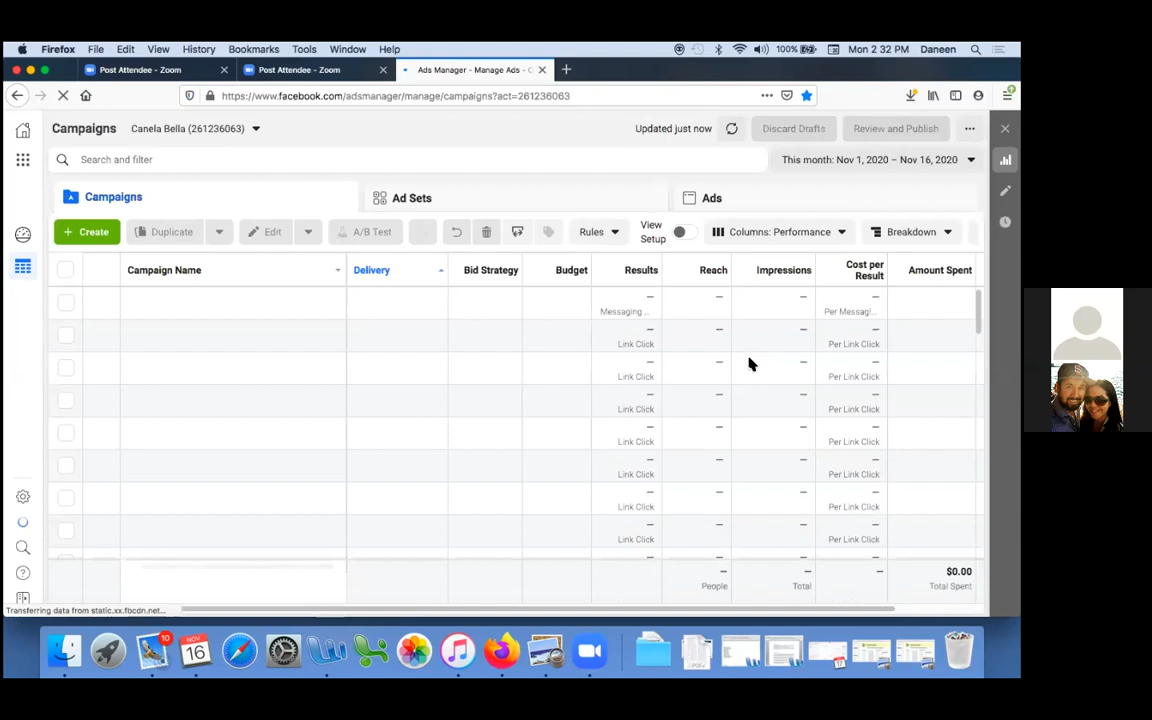 Firefox File Edit View History Bookmarks Tools Window Help 100% Mon 2 32 PM Daneen
Post Attendee - Zoom Post Attendee - Zoom Ads Manager - Manage Ads - C
https://www.facebook.com/adsmanager/manage/campaigns?act=261236063
Campaigns Canela Bella (261236063) Updated just now Discard Drafts Review and Publish
Search and filter This month: Nov 1, 2020 – Nov 16, 2020
Campaigns Ad Sets Ads
+ Create Duplicate Edit A/B Test Rules View Setup Columns: Performance Breakdown
Campaign Name Delivery Bid Strategy Budget Results Reach Impressions Cost per Result Amount Spent
– – – –
Messaging ... Per Messag!...
– – – –
Link Click Per Link Click
– – – –
Link Click Per Link Click
– – – –
Link Click Per Link Click
– – – –
Link Click Per Link Click
– – – –
Link Click Per Link Click
– – – –
Link Click Per Link Click
– – – –
Link Click Per Link Click
– – – –
– – – $0.00
People Total Total Spent
Transferring data from static.xx.fbcdn.net...
10
NOV
16